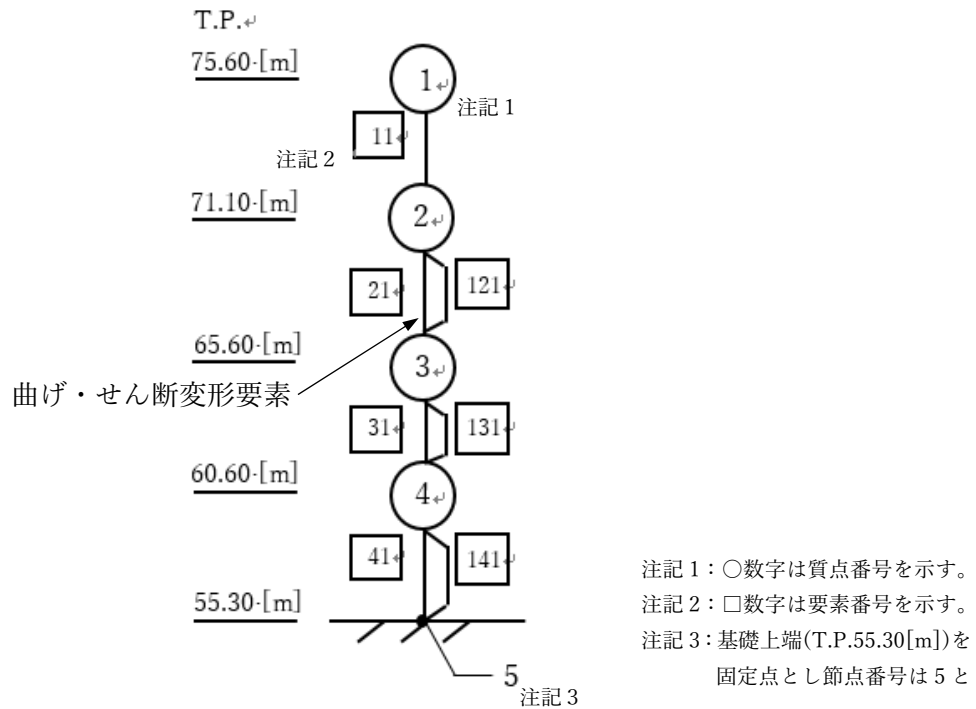 T.P.↵
75.60·[m]
1↵
注記1
11↵
注記2
71.10·[m]
2↵
21↵
121↵
65.60·[m]
3↵
曲げ・せん断変形要素
31↵
131↵
60.60·[m]
4↵
41↵
141↵
55.30·[m]
5
注記3
注記1：○数字は質点番号を示す。
注記2：□数字は要素番号を示す。
注記3：基礎上端(T.P.55.30[m])を
固定点とし節点番号は5と